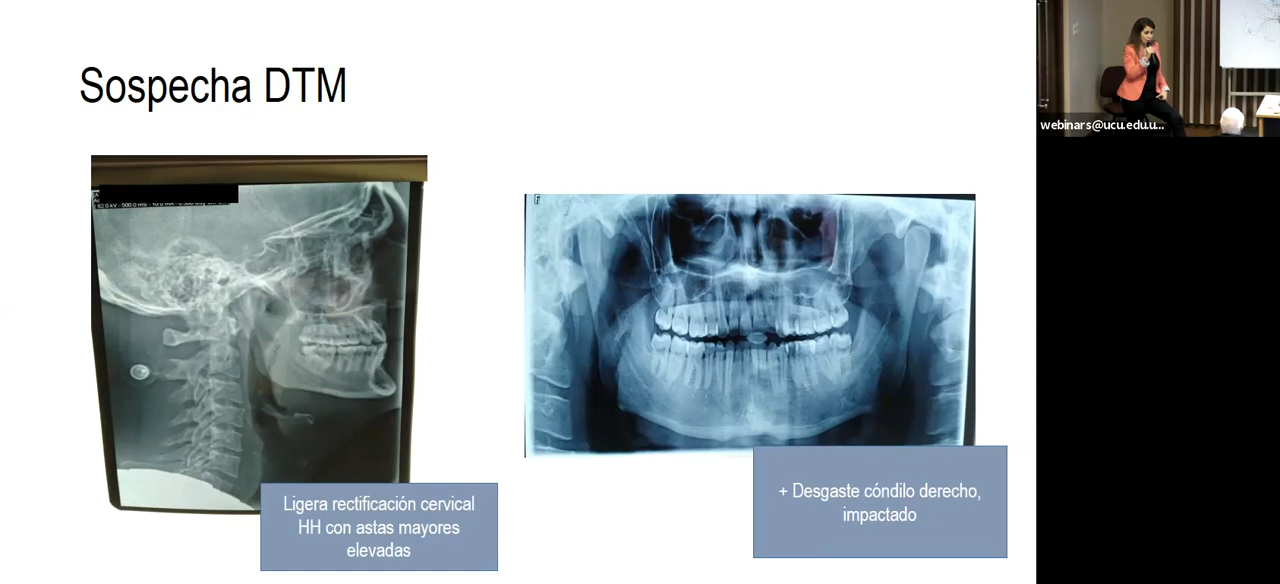 Sospecha DTM
webinars@ucu.edu.u...
Ligera rectificación cervical
HH con astas mayores
elevadas
+ Desgaste cóndilo derecho,
impactado